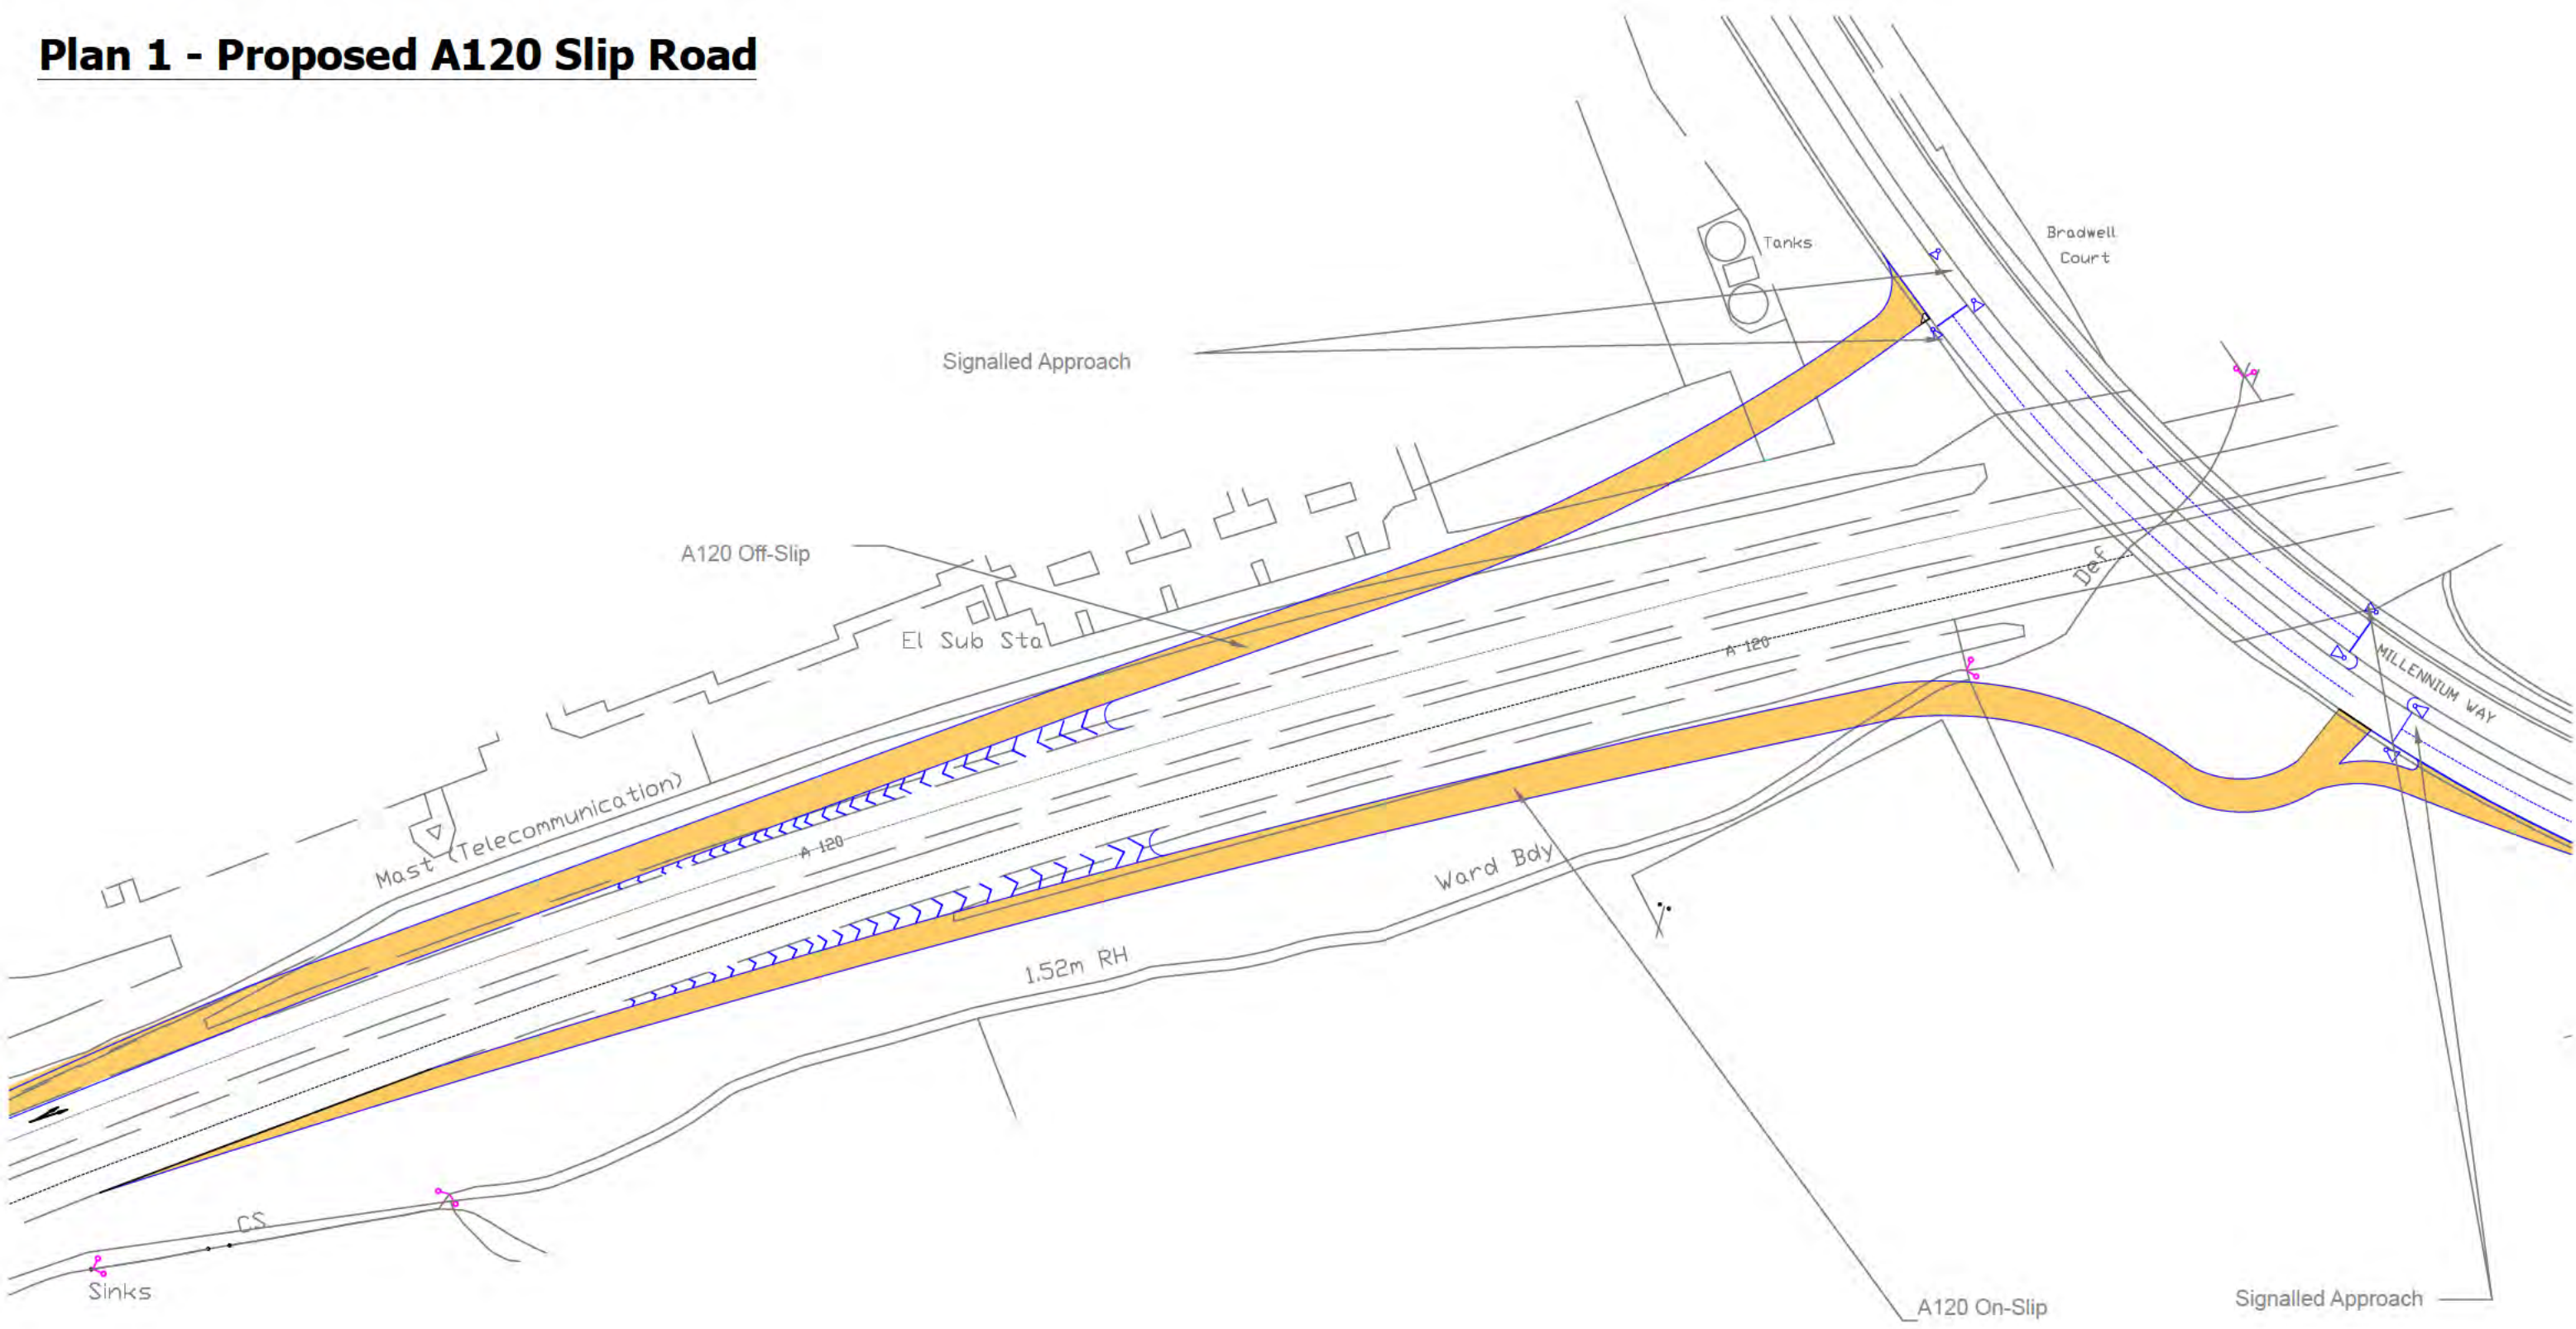 Plan 1 - Proposed A120 Slip Road
Bradwell
Court
Tanks
Signalled Approach
A120 Off-Slip
Def
El Sub Sta
A 120
MILLENNIUM WAY
Mast (Telecommunication)
A 120
Ward Bdy
1.52m RH
CS
Sinks
A120 On-Slip
Signalled Approach